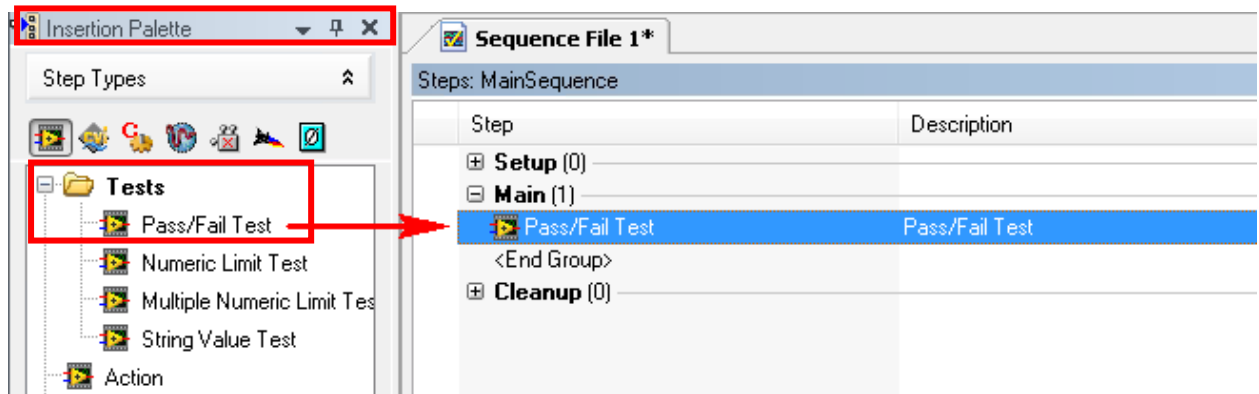 Insertion Palette
Step Types
Tests
Pass/Fail Test
Numeric Limit Test
Multiple Numeric Limit Tes
String Value Test
Action
Sequence File 1*
Steps: MainSequence
Step Description
Setup (0)
Main (1)
Pass/Fail Test Pass/Fail Test
<End Group>
Cleanup (0)